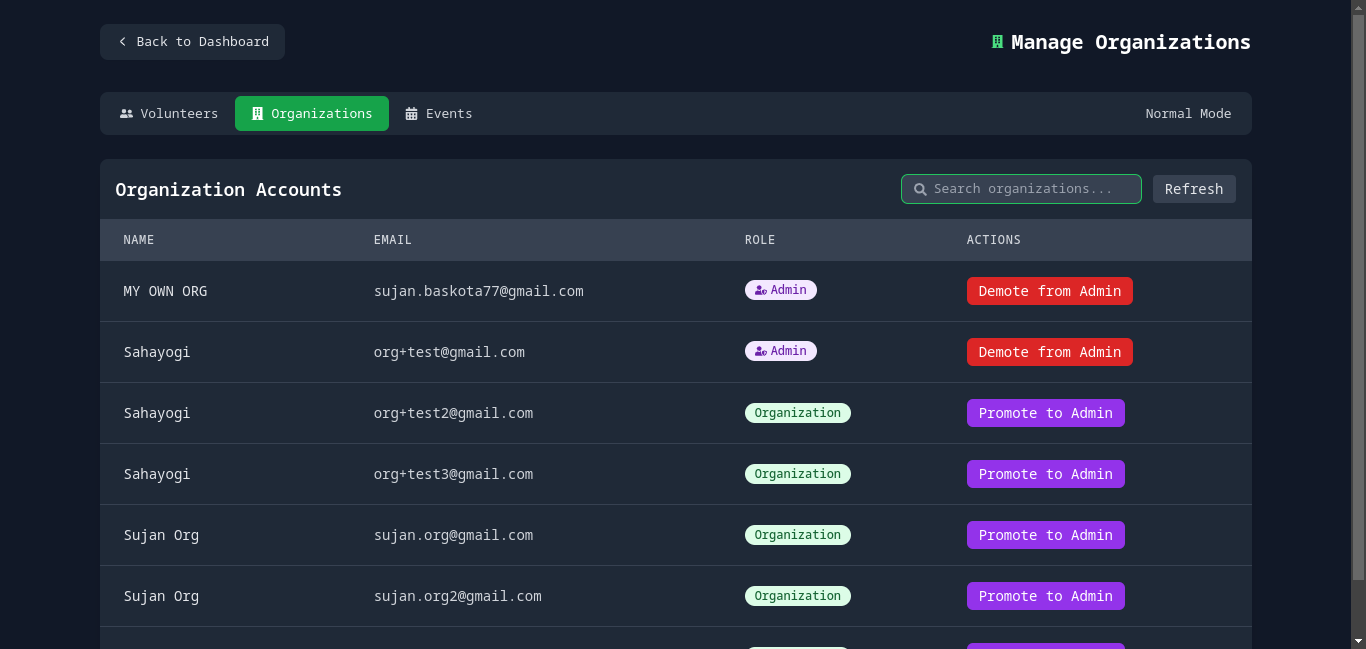 Back to Dashboard
Manage Organizations
Volunteers Organizations Events Normal Mode
Organization Accounts Search organizations... Refresh
NAME EMAIL ROLE ACTIONS
MY OWN ORG sujan.baskota77@gmail.com Admin Demote from Admin
Sahayogi org+test@gmail.com Admin Demote from Admin
Sahayogi org+test2@gmail.com Organization Promote to Admin
Sahayogi org+test3@gmail.com Organization Promote to Admin
Sujan Org sujan.org@gmail.com Organization Promote to Admin
Sujan Org sujan.org2@gmail.com Organization Promote to Admin